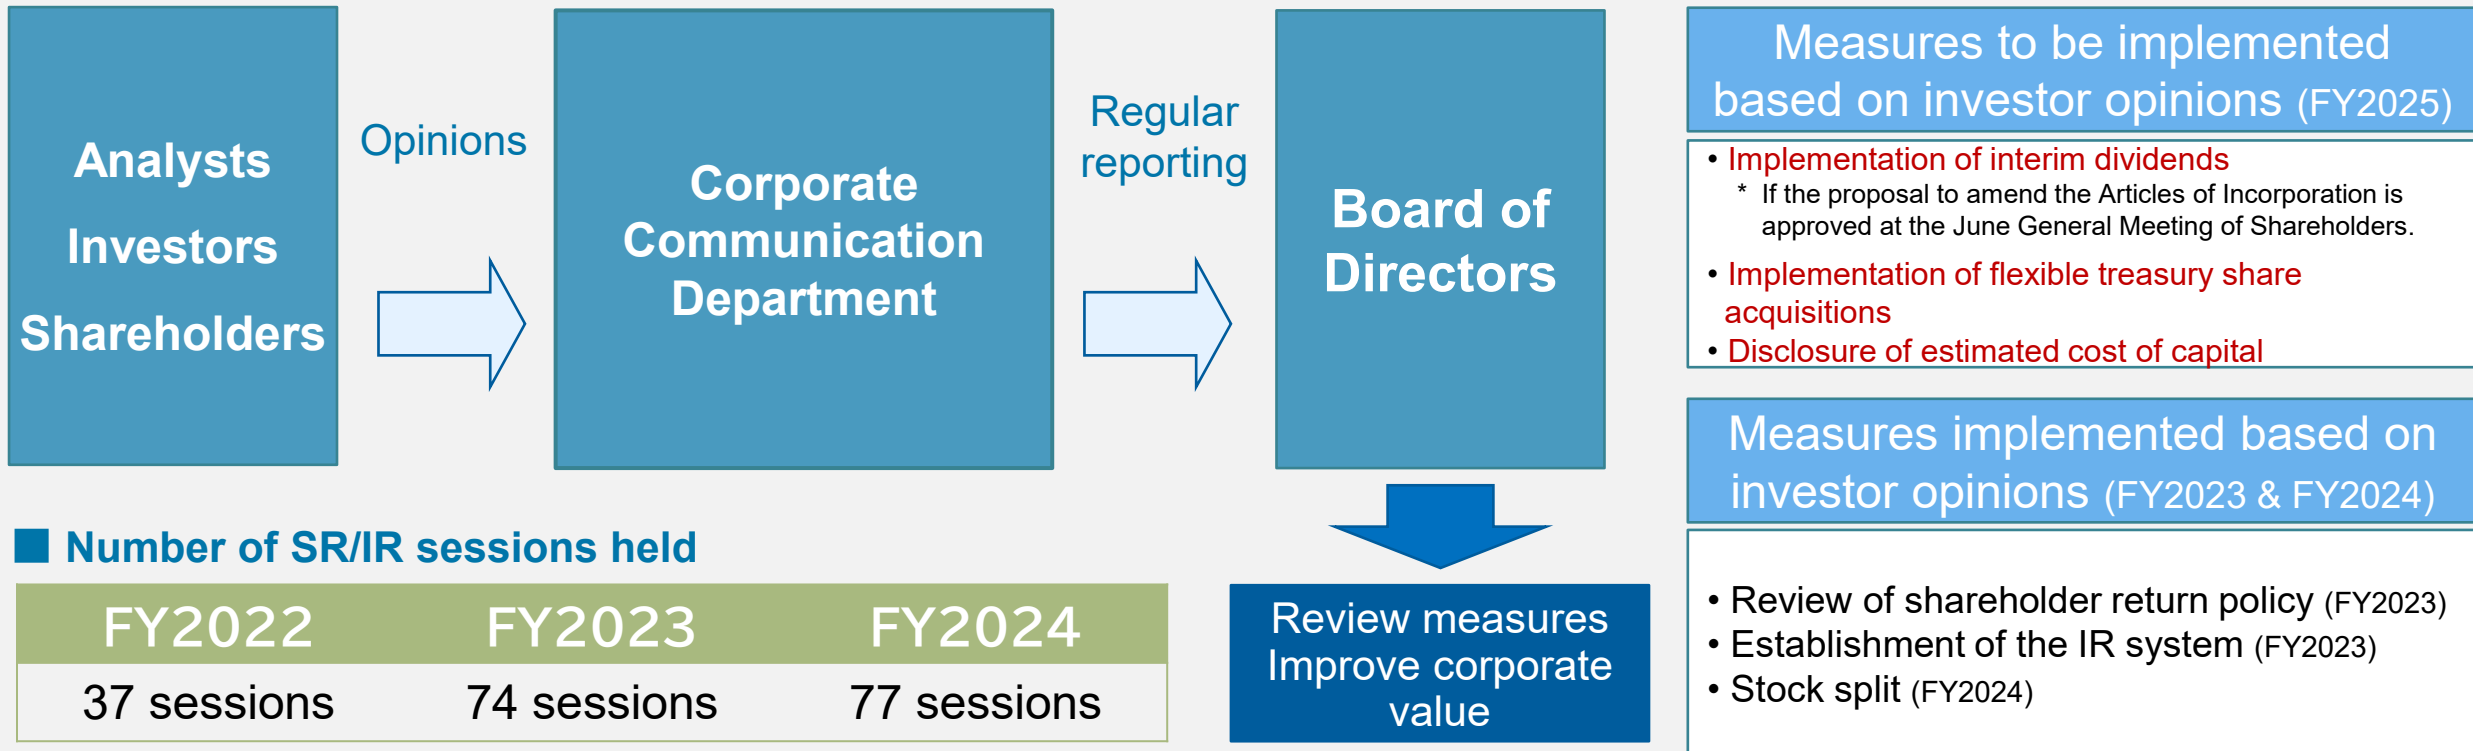 Analysts
Investors
Shareholders
Opinions
Corporate
Communication
Department
Regular
reporting
Board of
Directors
Review measures
Improve corporate
value
■ Number of SR/IR sessions held
FY2022 FY2023 FY2024
37 sessions 74 sessions 77 sessions
Measures to be implemented
based on investor opinions (FY2025)
• Implementation of interim dividends
* If the proposal to amend the Articles of Incorporation is
approved at the June General Meeting of Shareholders.
• Implementation of flexible treasury share
acquisitions
• Disclosure of estimated cost of capital
Measures implemented based on
investor opinions (FY2023 & FY2024)
• Review of shareholder return policy (FY2023)
• Establishment of the IR system (FY2023)
• Stock split (FY2024)